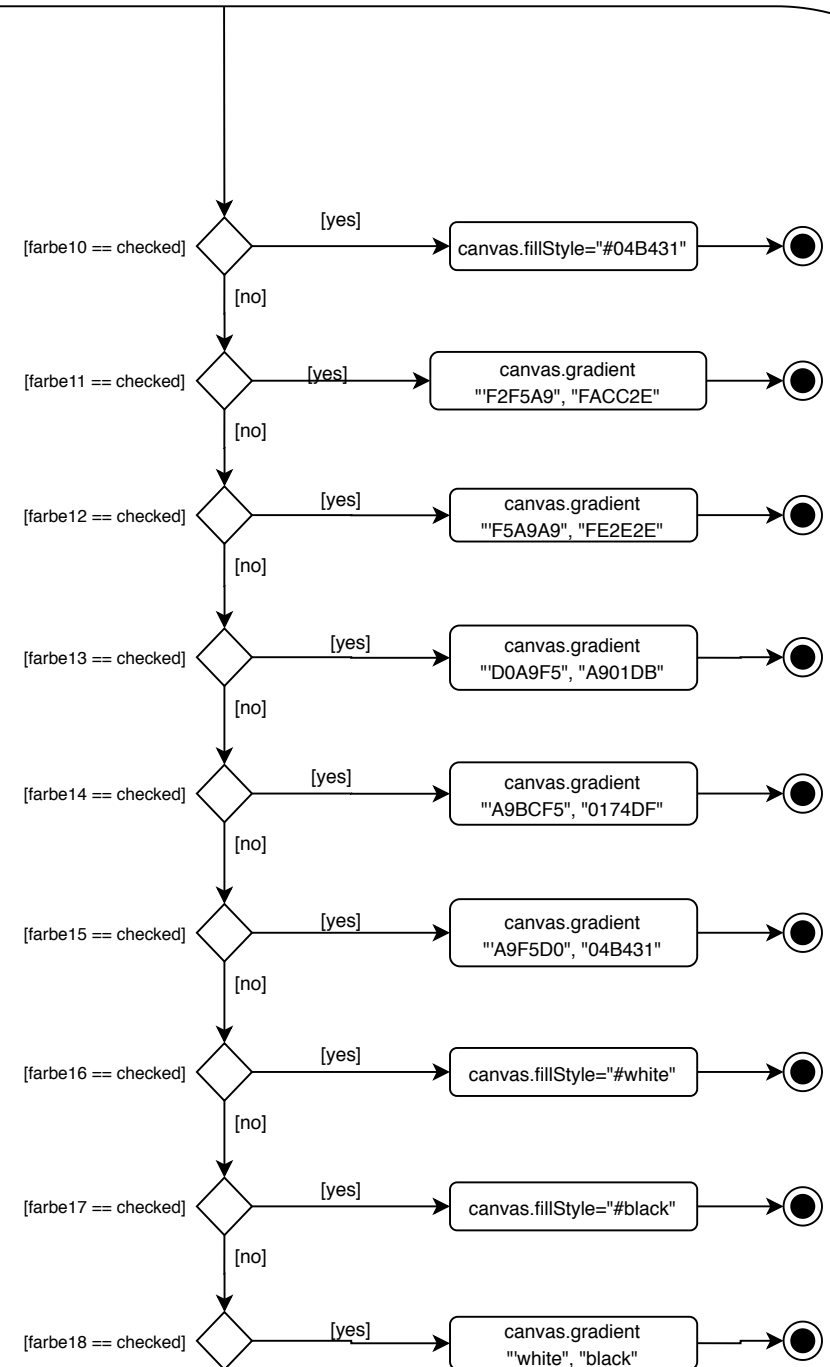 [yes]
[farbe10 == checked]
canvas.fillStyle="#04B431"
[no]
[yes]
[farbe11 == checked]
canvas.gradient
"'F2F5A9", "FACC2E"
[no]
[yes]
[farbe12 == checked]
canvas.gradient
"'F5A9A9", "FE2E2E"
[no]
[yes]
[farbe13 == checked]
canvas.gradient
"'D0A9F5", "A901DB"
[no]
[yes]
[farbe14 == checked]
canvas.gradient
"'A9BCF5", "0174DF"
[no]
[yes]
[farbe15 == checked]
canvas.gradient
"'A9F5D0", "04B431"
[no]
[yes]
[farbe16 == checked]
canvas.fillStyle="#white"
[no]
[yes]
[farbe17 == checked]
canvas.fillStyle="#black"
[no]
[yes]
[farbe18 == checked]
canvas.gradient
"'white", "black"